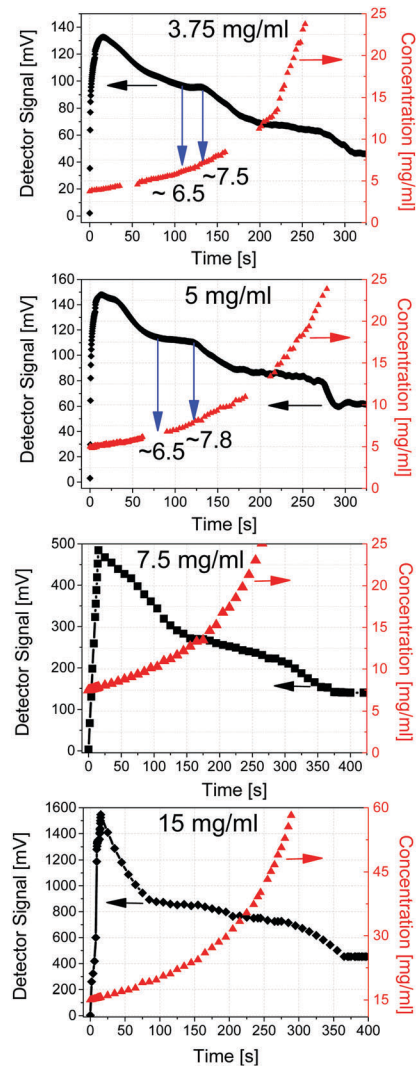 3.75 mg/ml
Detector Signal [mV]
140
120
100
80
60
40
20
0
25
20
15
10
5
0
Concentration [mg/ml)
~ 6.5
~7.5
0 50 100 150 200 250 300
Time [s]
5 mg/ml
Detector Signal [mV]
160
140
120
100
80
60
40
20
0
25
20
15
10
5
0
Concentration [mg/ml)
~6.5
~7.8
0 50 100 150 200 250 300
Time [s]
7.5 mg/ml
Detector Signal [mV]
500
400
300
200
100
0
25
20
15
10
5
0
Concentration [mg/ml)
0 50 100 150 200 250 300 350 400
Time [s]
15 mg/ml
Detector Signal [mV]
1600
1400
1200
1000
800
600
400
200
0
60
45
30
15
Concentration [mg/ml)
0 50 100 150 200 250 300 350 400
Time [s]